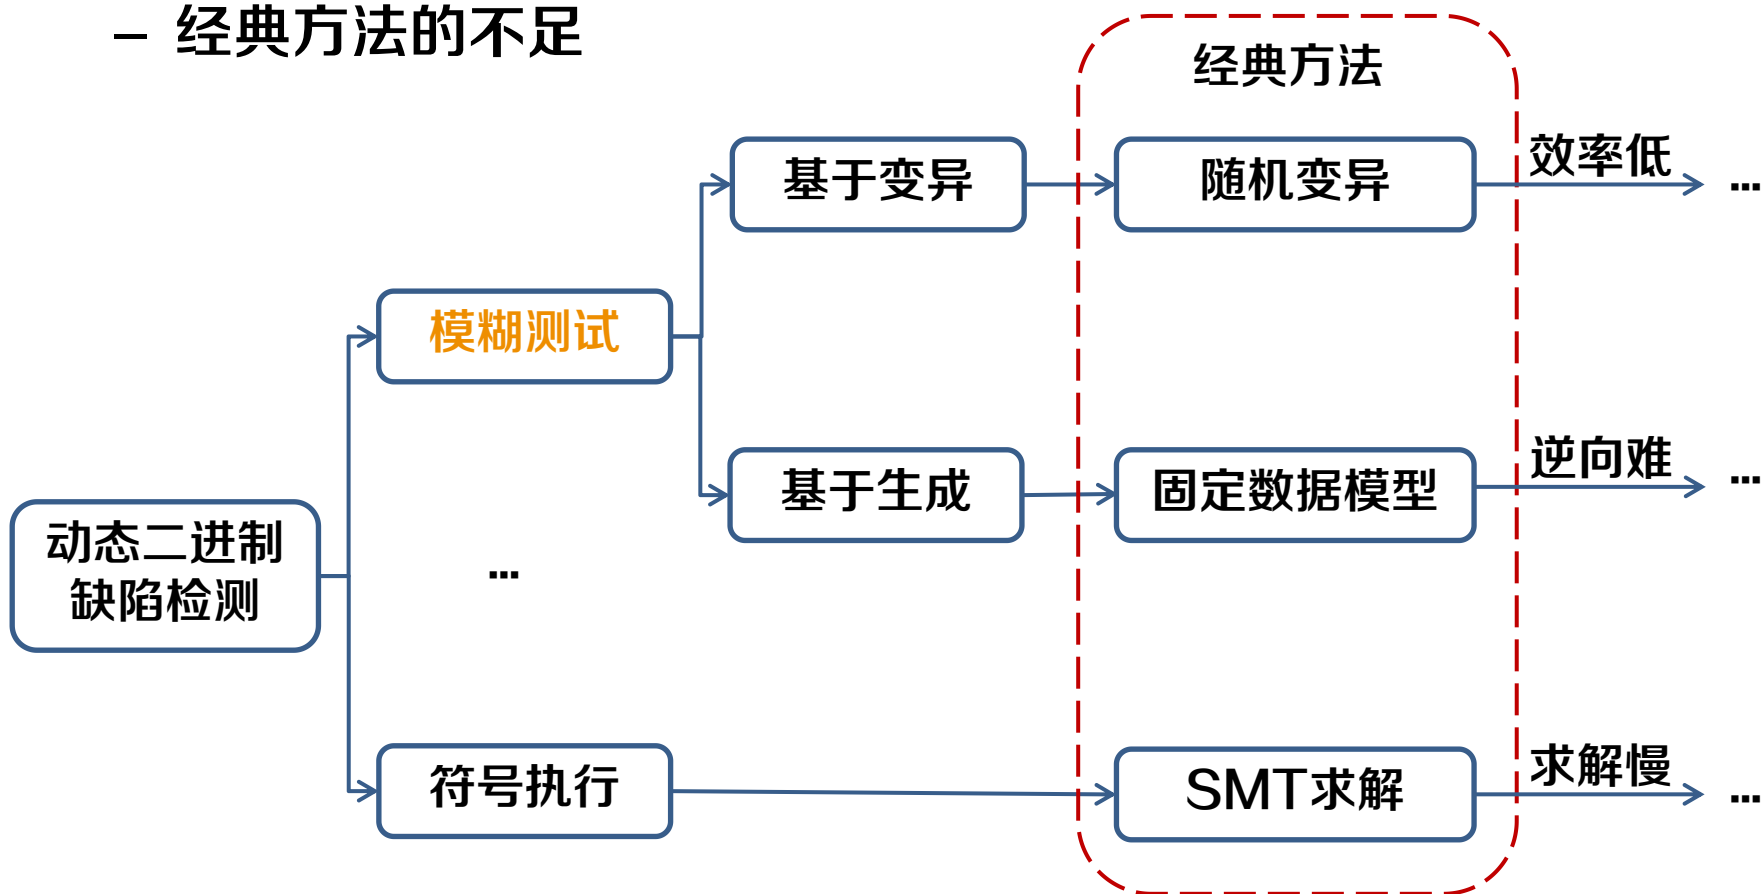 – 经典方法的不足
经典方法
基于变异
随机变异
效率低
...
模糊测试
基于生成
固定数据模型
逆向难
...
动态二进制
缺陷检测
...
符号执行
SMT求解
求解慢
...